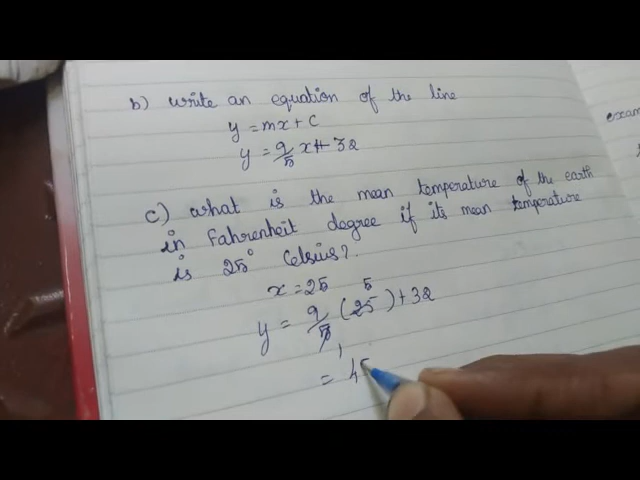 b) write an equation of the line
y = mx + c
y = 9/5 x + 32
c) what is the mean temperature of the earth
in Fahrenheit degree if its mean temperature
is 25° Celsius?
x = 25
y = 9/5 (25) + 32
5
1
= 45
exam